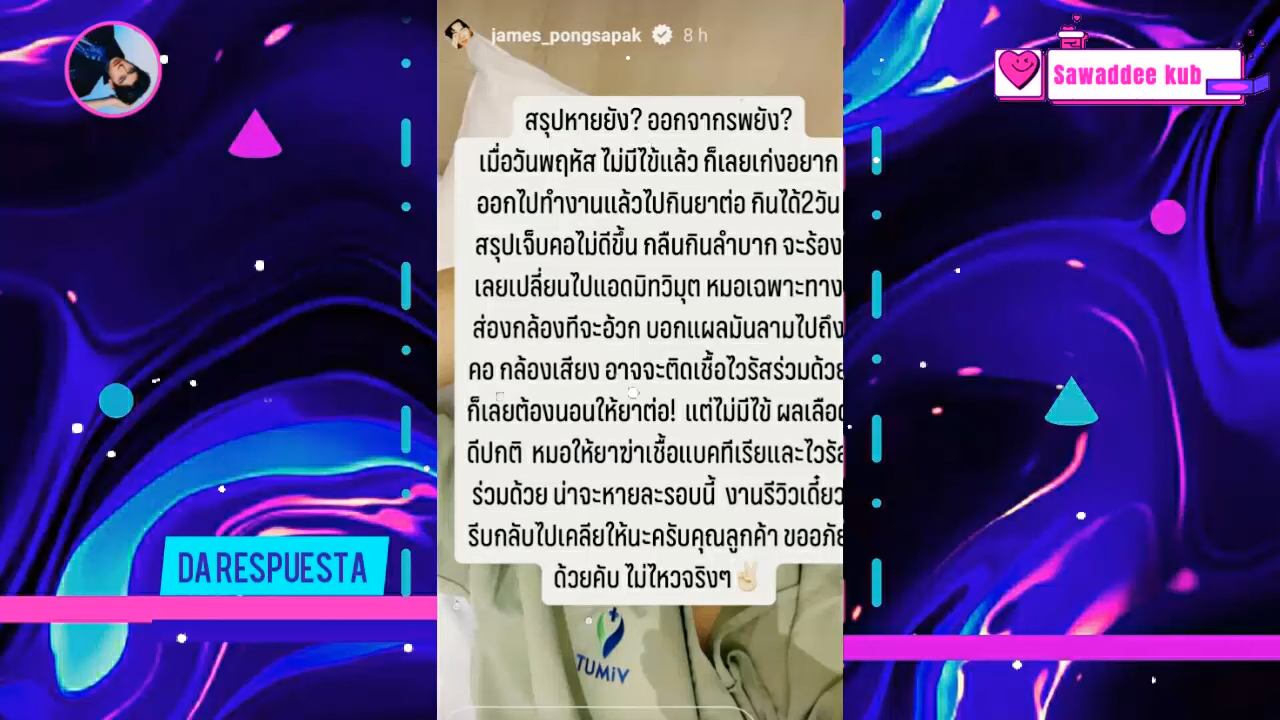 james_pongsapak 8 h
Sawaddee kub
สรุปหายยัง? ออกจากรพยัง?
เมื่อวันพฤหัส ไม่มีไข้แล้ว ก็เลยเก่งอยาก
ออกไปทำงานแล้วไปกินยาต่อ กินได้2วัน
สรุปเจ็บคอไม่ดีขึ้น กลืนกินลำบาก จะร้อง
เลยเปลี่ยนไปแอดมิทวิมุต หมอเฉพาะทาง
ส่องกล้องทีจะอ้วก บอกแผลมันลามไปถึง
คอ กล้องเสียง อาจจะติดเชื้อไวรัสร่วมด้วย
ก็เลยต้องนอนให้ยาต่อ! แต่ไม่มีไข้ ผลเลือด
ดีปกติ หมอให้ยาฆ่าเชื้อแบคทีเรียและไวรัส
ร่วมด้วย น่าจะหายละรอบนี้ งานรีวิวเดี๋ยว
รีบกลับไปเคลียให้นะครับคุณลูกค้า ขออภัย
ด้วยคับ ไม่ไหวจริงๆ✌🏻
DA RESPUESTA